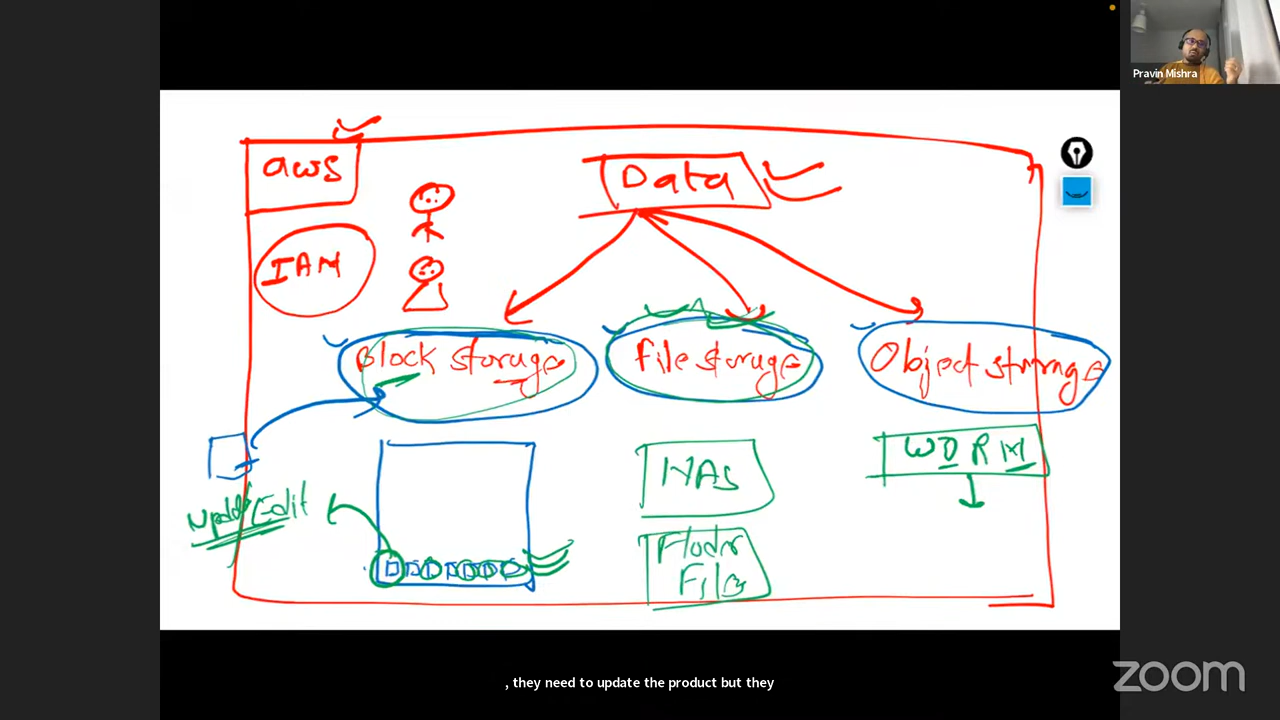 Pravin Mishra
aws
Data
IAM
Block storage
file storage
Object storage
WORM
NAS
Update/Edit
File
, they need to update the product but they
zoom